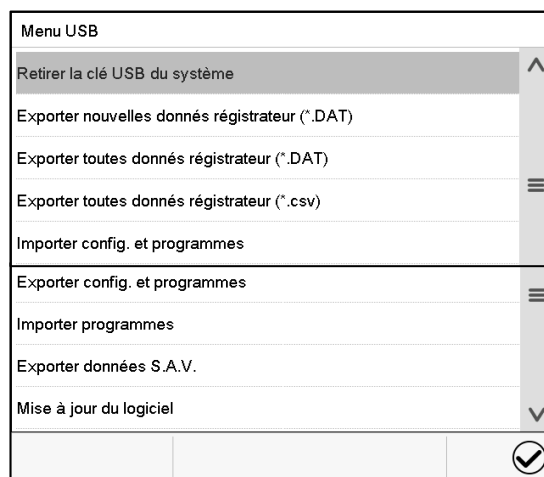 Menu USB
Retirer la clé USB du système
Exporter nouvelles donnés régistrateur (*.DAT)
Exporter toutes donnés régistrateur (*.DAT)
Exporter toutes donnés régistrateur (*.csv)
Importer config. et programmes
Exporter config. et programmes
Importer programmes
Exporter données S.A.V.
Mise à jour du logiciel